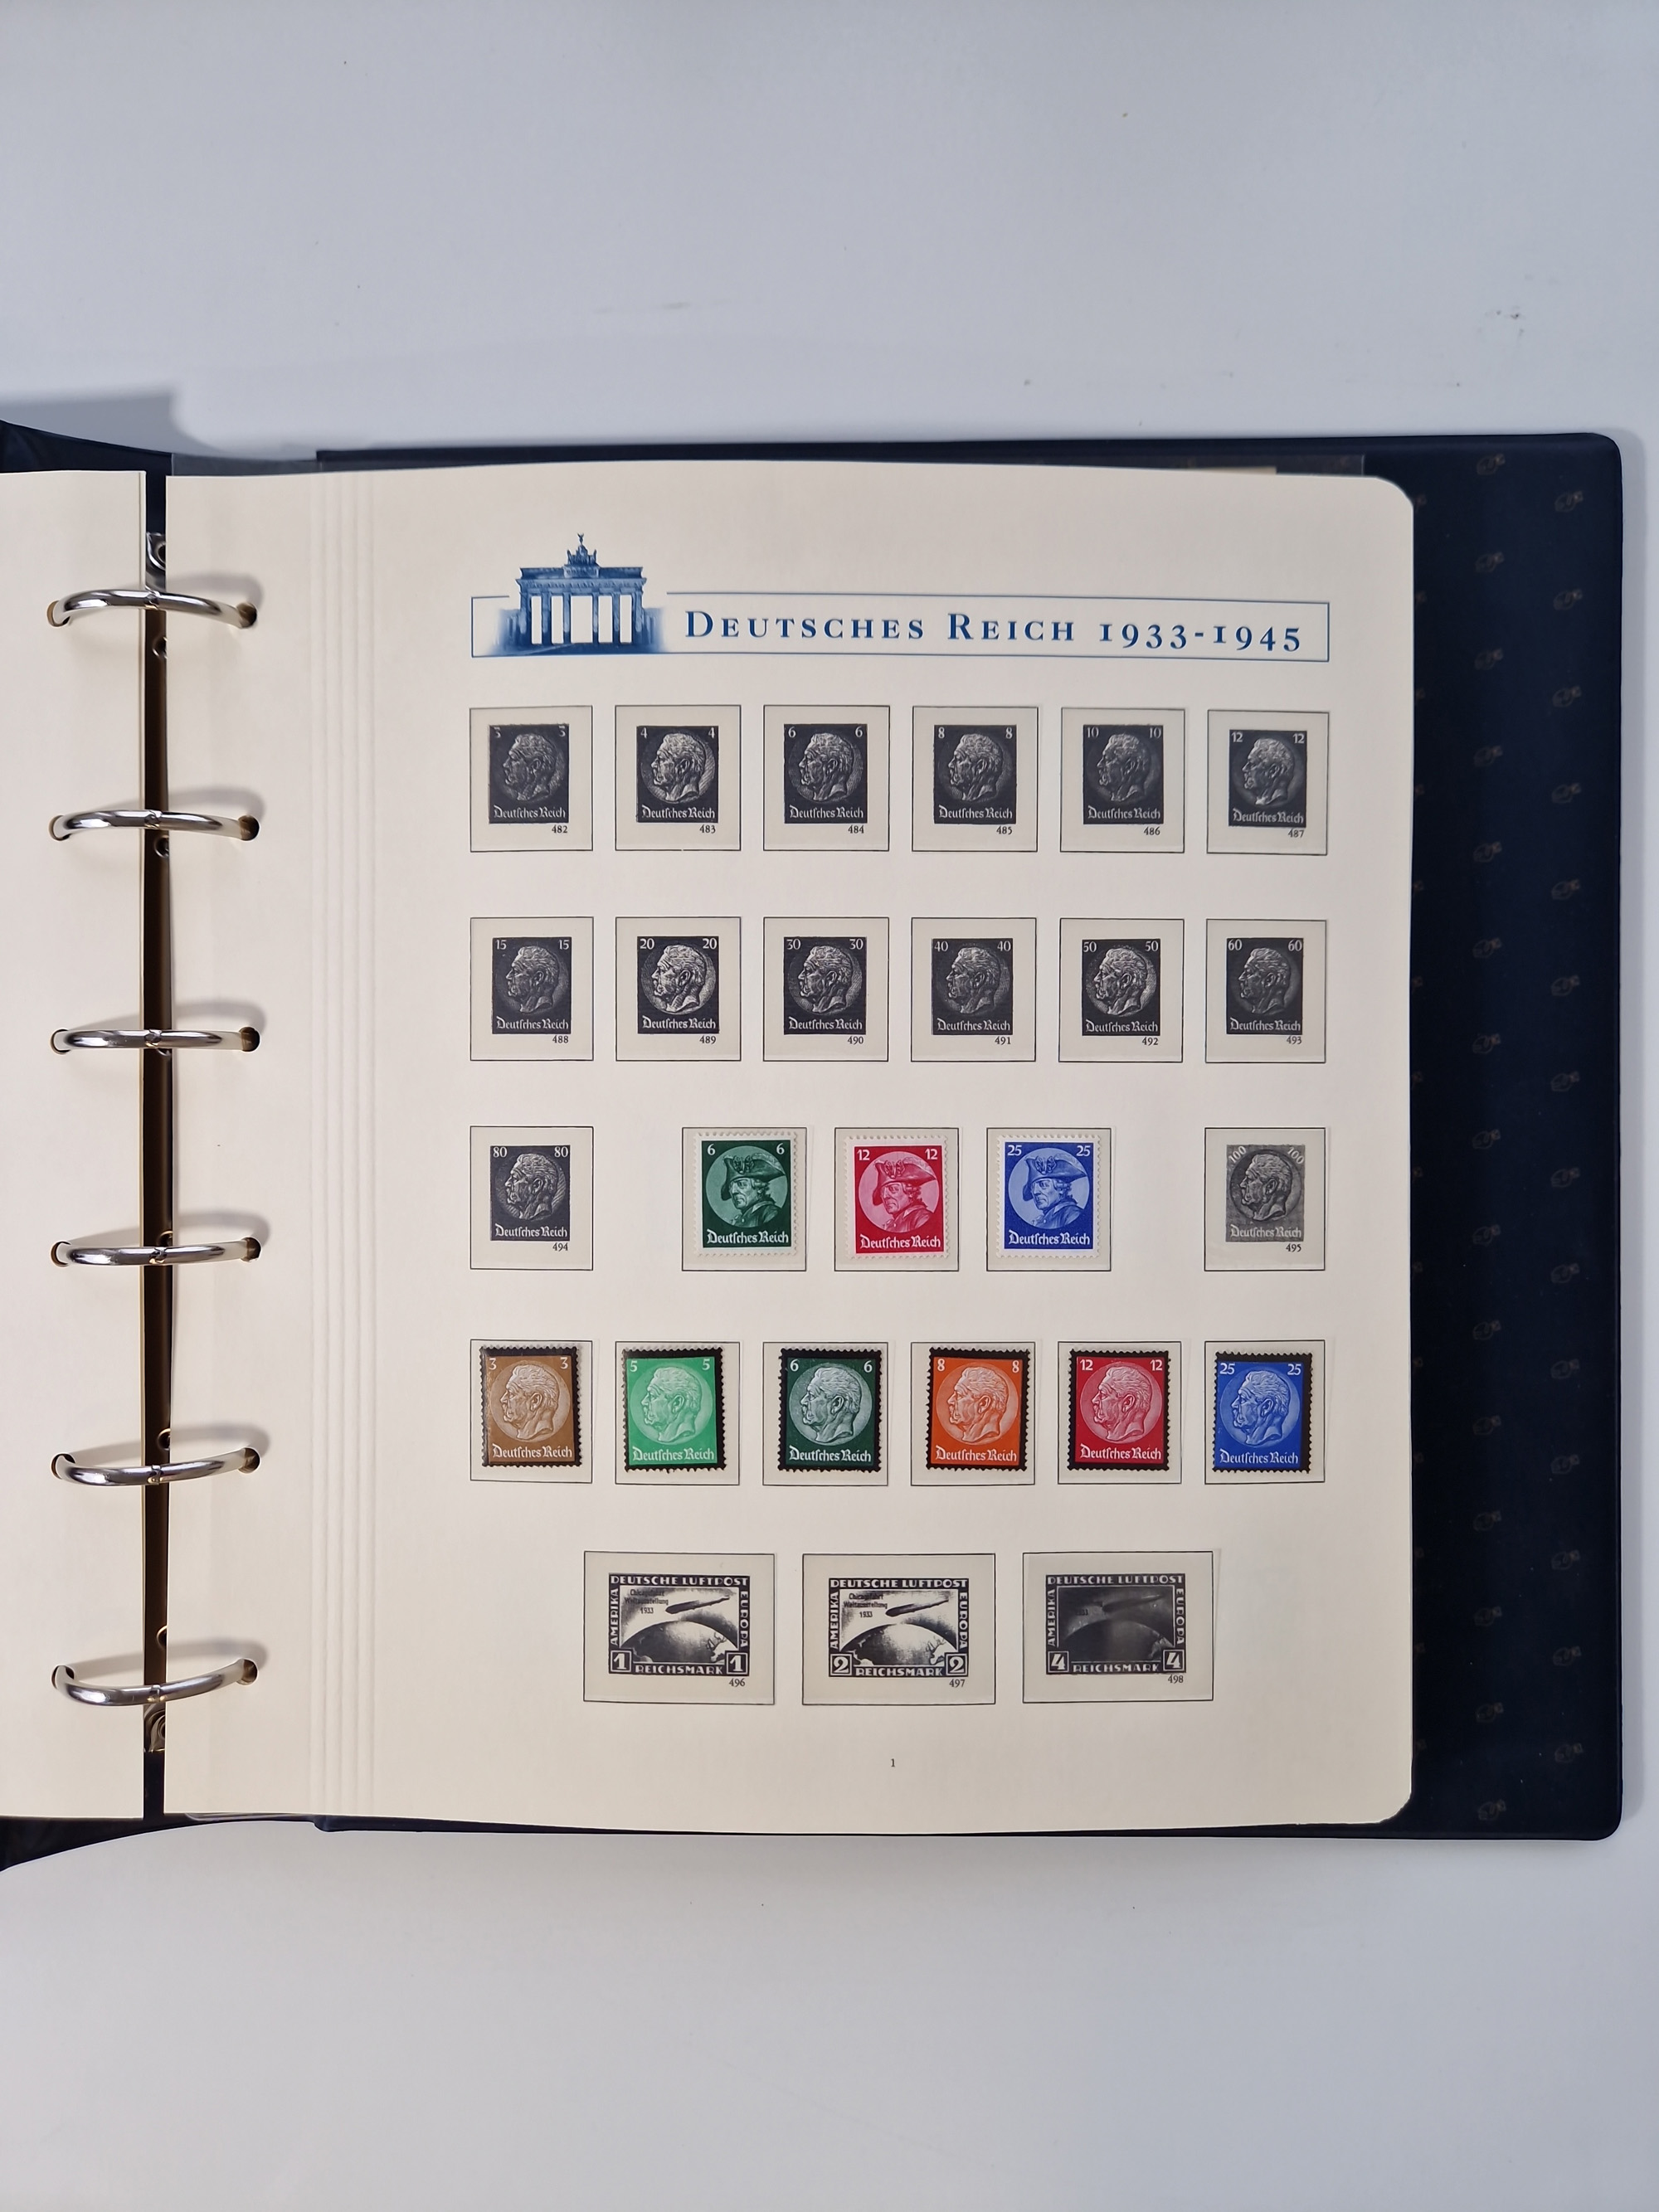 DEUTSCHES REICH 1933-1945
3 3 4 4 6 6 8 8 10 10 12 12
Deutsches Reich Deutsches Reich Deutsches Reich Deutsches Reich Deutsches Reich Deutsches Reich
482 483 484 485 486 487
15 15 20 20 30 30 40 40 50 50 60 60
Deutsches Reich Deutsches Reich Deutsches Reich Deutsches Reich Deutsches Reich Deutsches Reich
488 489 490 491 492 493
80 80 6 6 12 12 25 25 100 100
Deutsches Reich Deutsches Reich Deutsches Reich Deutsches Reich Deutsches Reich
494 495
3 3 5 5 6 6 8 8 12 12 25 25
Deutsches Reich Deutsches Reich Deutsches Reich Deutsches Reich Deutsches Reich Deutsches Reich
DEUTSCHE LUFTPOST
AMERIKA
EUROPA
Chicagofahrt
Weltausstellung
1933
1 REICHSMARK 1
496
DEUTSCHE LUFTPOST
AMERIKA
EUROPA
Chicagofahrt
Weltausstellung
1933
2 REICHSMARK 2
497
DEUTSCHE LUFTPOST
AMERIKA
EUROPA
1933
4 REICHSMARK 4
498
1